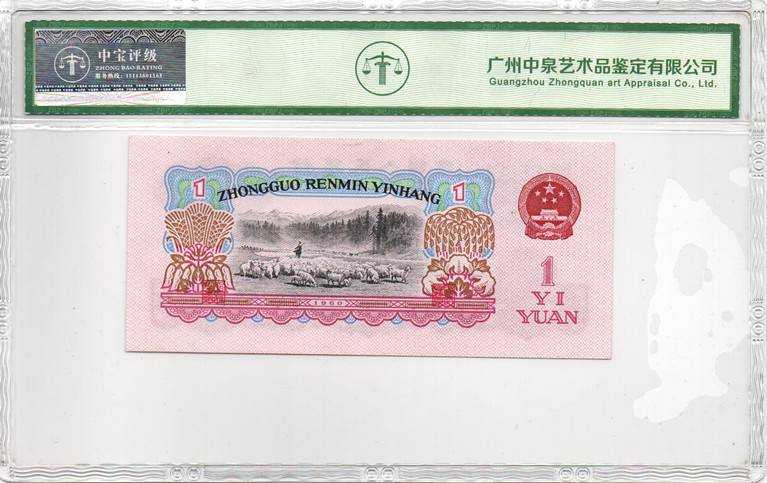 中宝评级
ZHONG BAO RATING
广州中泉艺术品鉴定有限公司
Guangzhou Zhongquan art Appraisal Co., Ltd.
1
ZHONGGUO RENMIN YINHANG
1
1
YI
YUAN
1960